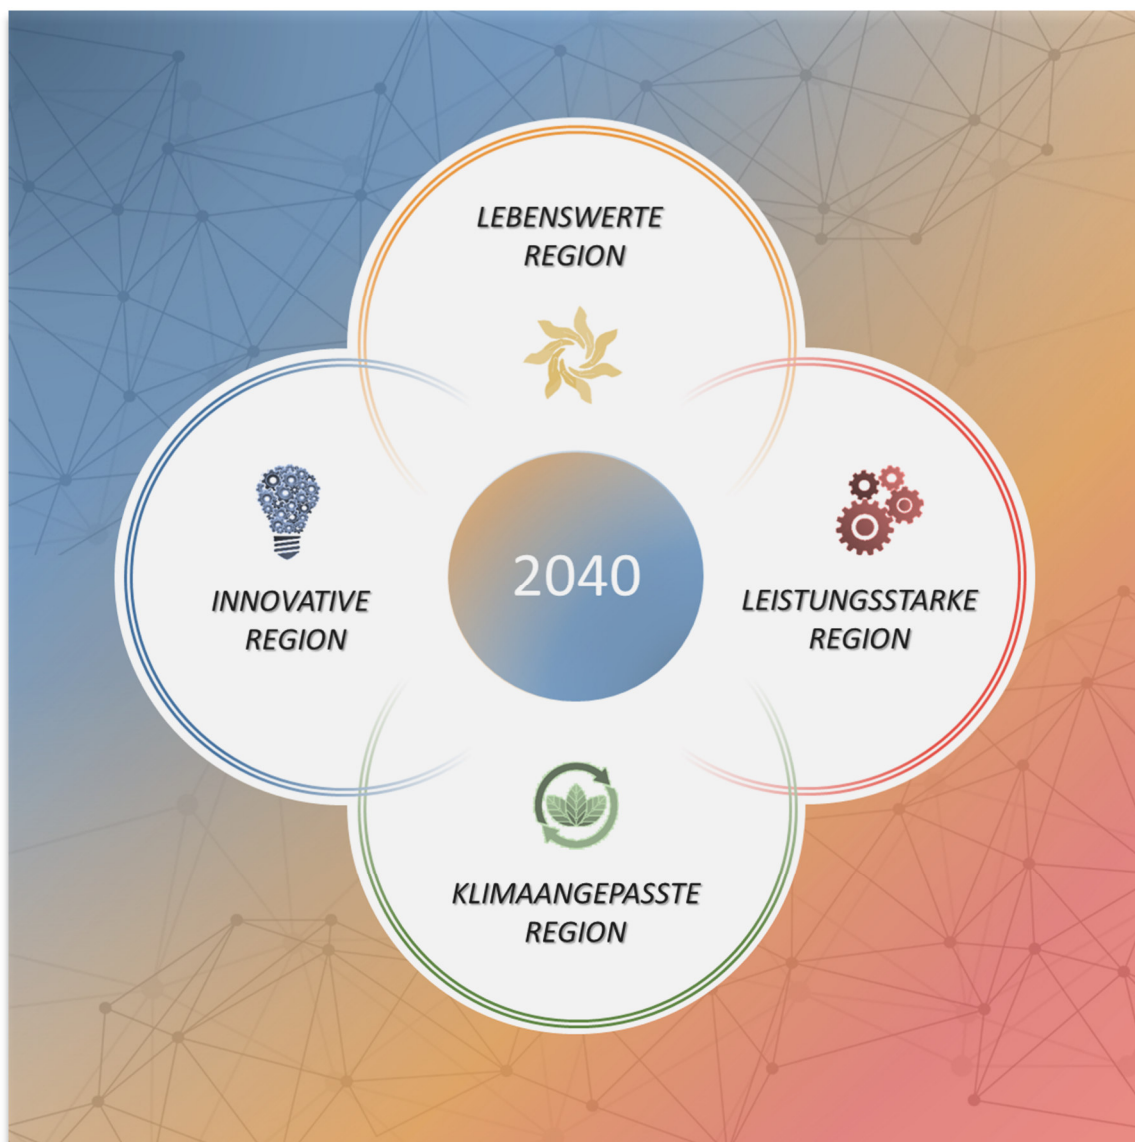 LEBENSWERTE
REGION
INNOVATIVE
REGION
2040
LEISTUNGSSTARKE
REGION
KLIMAANGEPASSTE
REGION